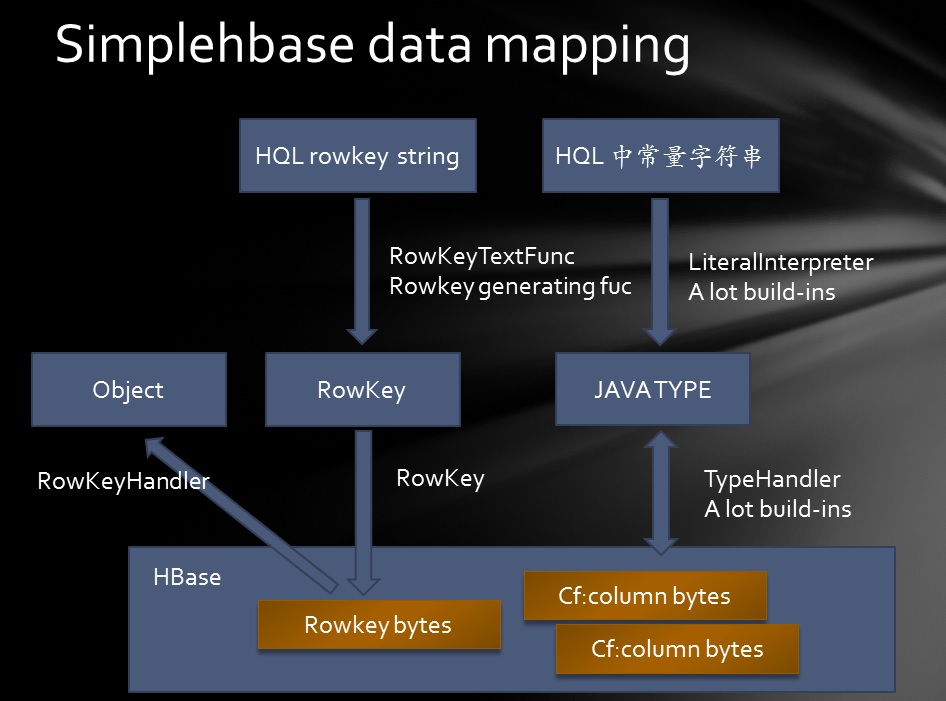 Simplehbase data mapping
HQL rowkey string
HQL 中常量字符串
RowKeyTextFunc
Rowkey generating fuc
LiteralInterpreter
A lot build-ins
Object
RowKey
JAVA TYPE
RowKeyHandler
RowKey
TypeHandler
A lot build-ins
HBase
Rowkey bytes
Cf:column bytes
Cf:column bytes